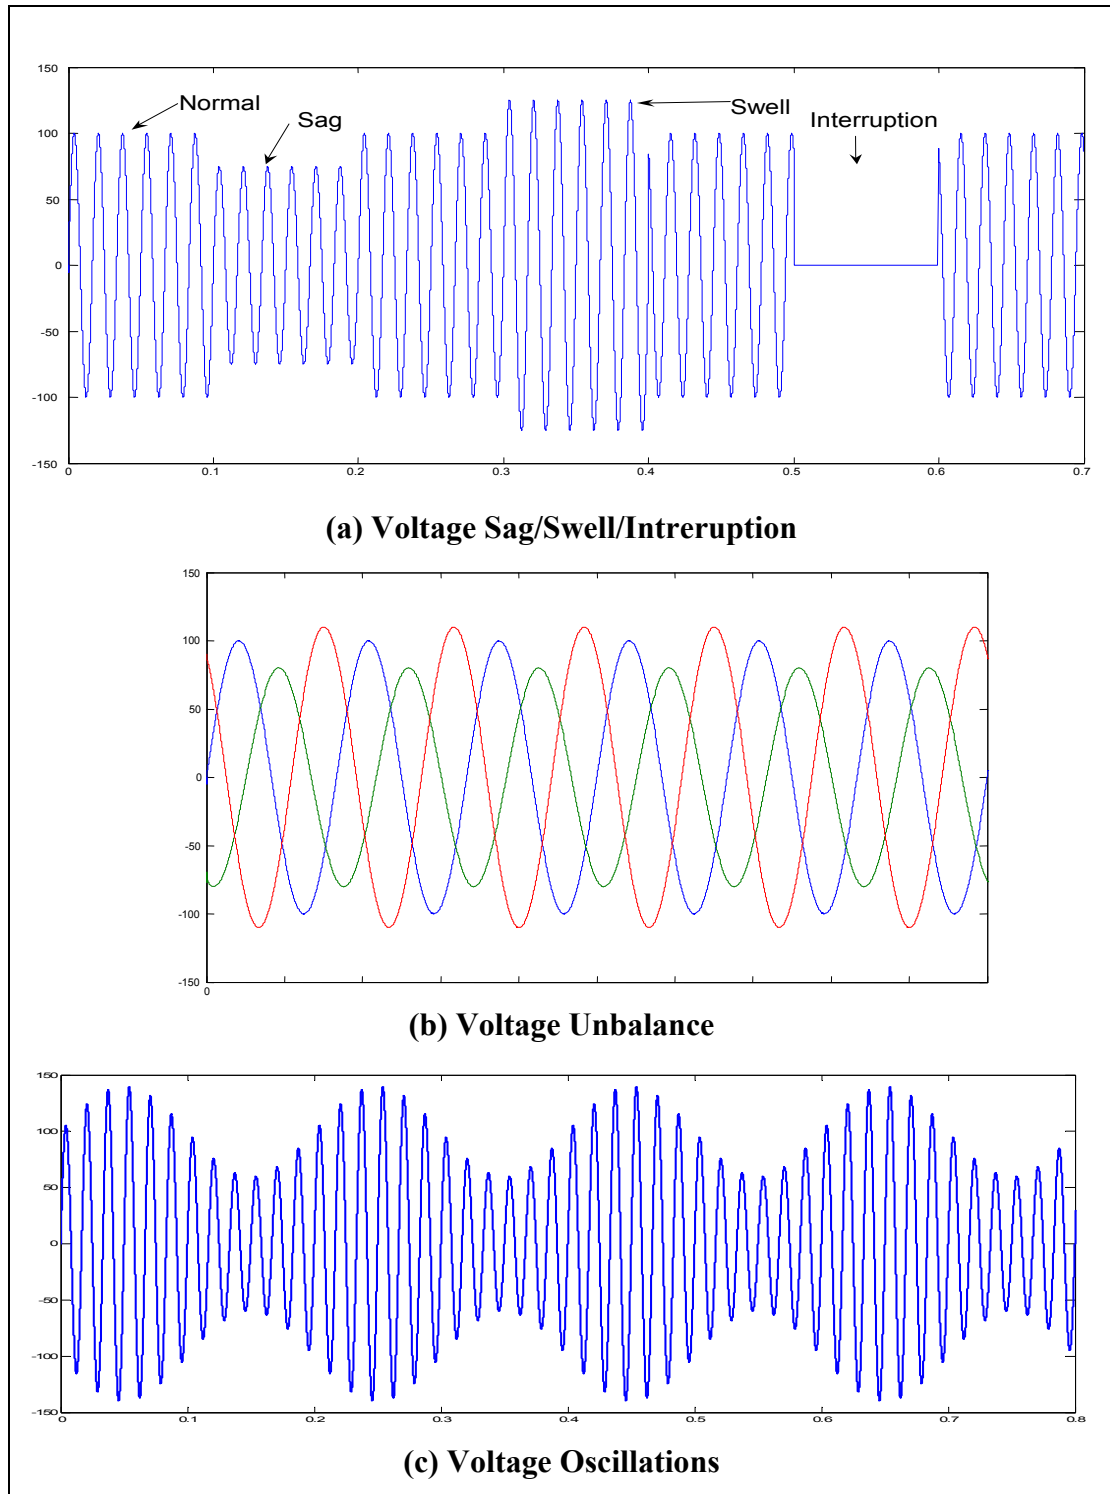 150
100
50
0
-50
-100
-150
Normal
Sag
Swell
Interruption
0 0.1 0.2 0.3 0.4 0.5 0.6 0.7
(a) Voltage Sag/Swell/Intreruption
150
100
50
0
-50
-100
-150
0
(b) Voltage Unbalance
150
100
50
0
-50
-100
-150
0 0.1 0.2 0.3 0.4 0.5 0.6 0.7 0.8
(c) Voltage Oscillations